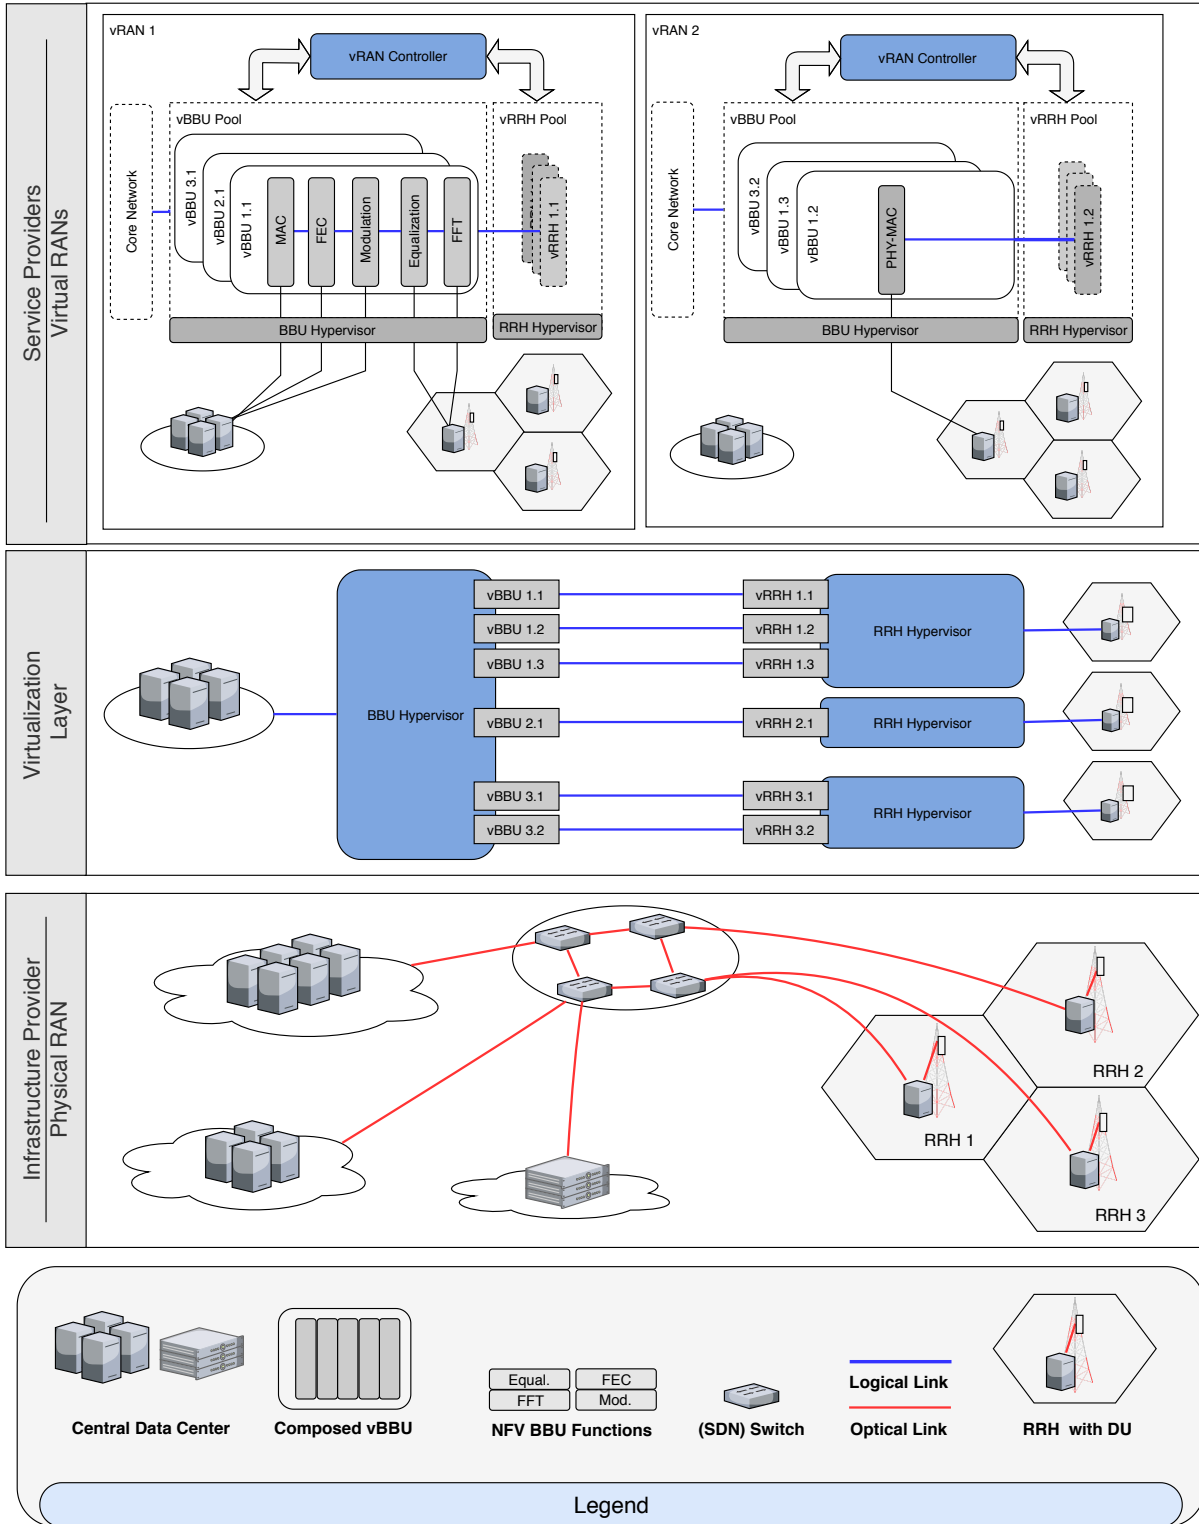 Service Providers
Virtual RANs
vRAN 1
vRAN Controller
Core Network
vBBU Pool
vBBU 3.1
vBBU 2.1
vBBU 1.1
MAC
FEC
Modulation
Equalization
FFT
vRRH Pool
vRRH 1.1
BBU Hypervisor
RRH Hypervisor
vRAN 2
vRAN Controller
Core Network
vBBU Pool
vBBU 3.2
vBBU 1.3
vBBU 1.2
PHY-MAC
vRRH Pool
vRRH 1.2
BBU Hypervisor
RRH Hypervisor
Virtualization
Layer
BBU Hypervisor
vBBU 1.1
vBBU 1.2
vBBU 1.3
vBBU 2.1
vBBU 3.1
vBBU 3.2
vRRH 1.1
vRRH 1.2
vRRH 1.3
vRRH 2.1
vRRH 3.1
vRRH 3.2
RRH Hypervisor
RRH Hypervisor
RRH Hypervisor
Infrastructure Provider
Physical RAN
RRH 2
RRH 1
RRH 3
Equal.
FEC
FFT
Mod.
Central Data Center
Composed vBBU
NFV BBU Functions
(SDN) Switch
Logical Link
Optical Link
RRH with DU
Legend